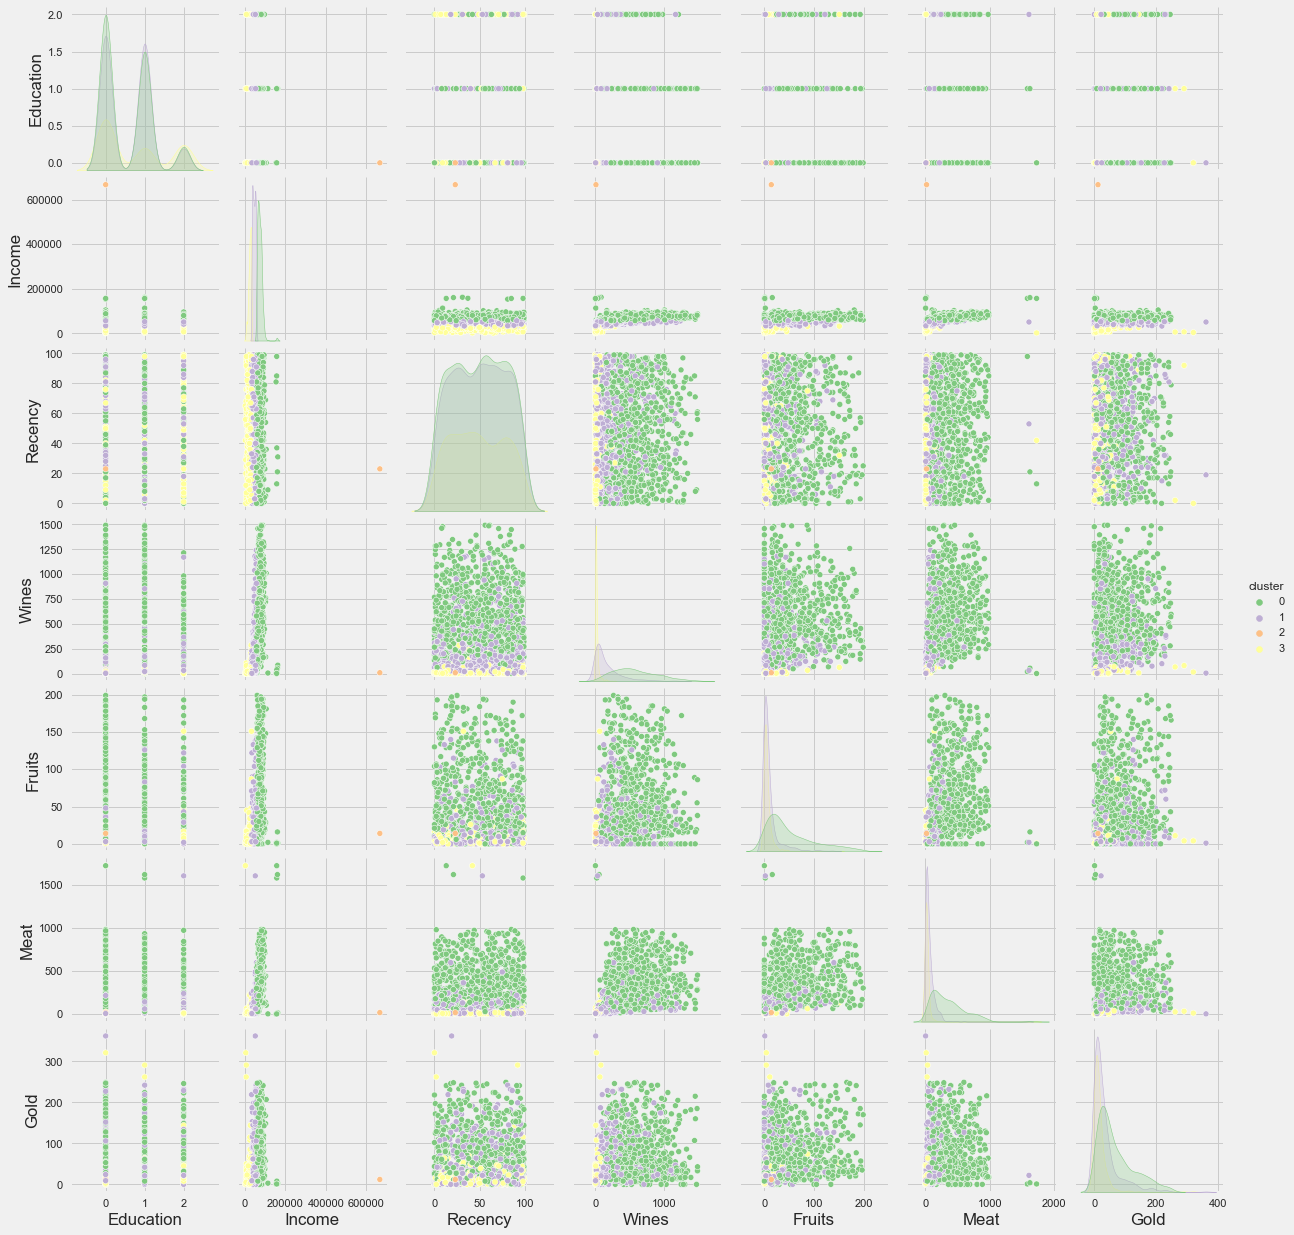 2.0
1.5
1.0
0.5
0.0
Education
600000
400000
200000
0
Income
100
80
60
40
20
0
Recency
1500
1250
1000
750
500
250
0
Wines
200
150
100
50
0
Fruits
1500
1000
500
0
Meat
300
200
100
0
Gold
0 1 2
Education
0 200000 400000 600000
Income
0 50 100
Recency
0 1000
Wines
0 100 200
Fruits
0 1000 2000
Meat
0 200 400
Gold
cluster
0
1
2
3